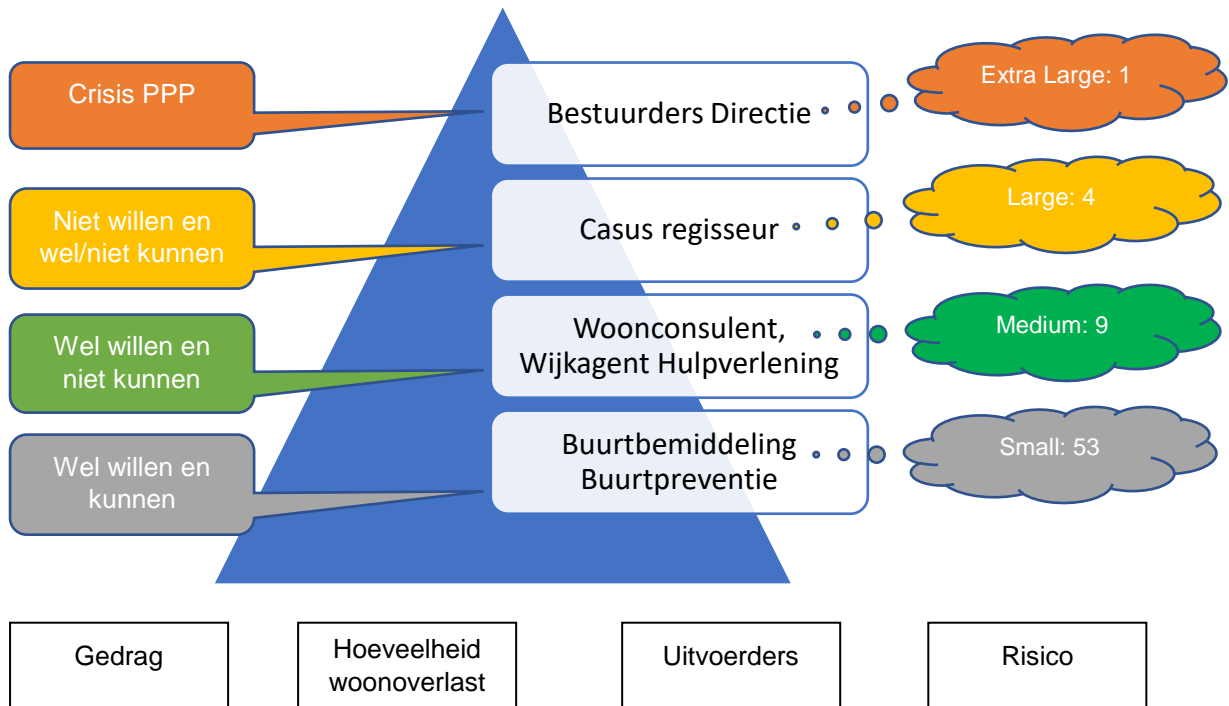 Crisis PPP
Bestuurders Directie
Extra Large: 1
Niet willen en
wel/niet kunnen
Casus regisseur
Large: 4
Wel willen en
niet kunnen
Woonconsulent,
Wijkagent Hulpverlening
Medium: 9
Wel willen en
kunnen
Buurtbemiddeling
Buurtpreventie
Small: 53
Gedrag
Hoeveelheid
woonoverlast
Uitvoerders
Risico